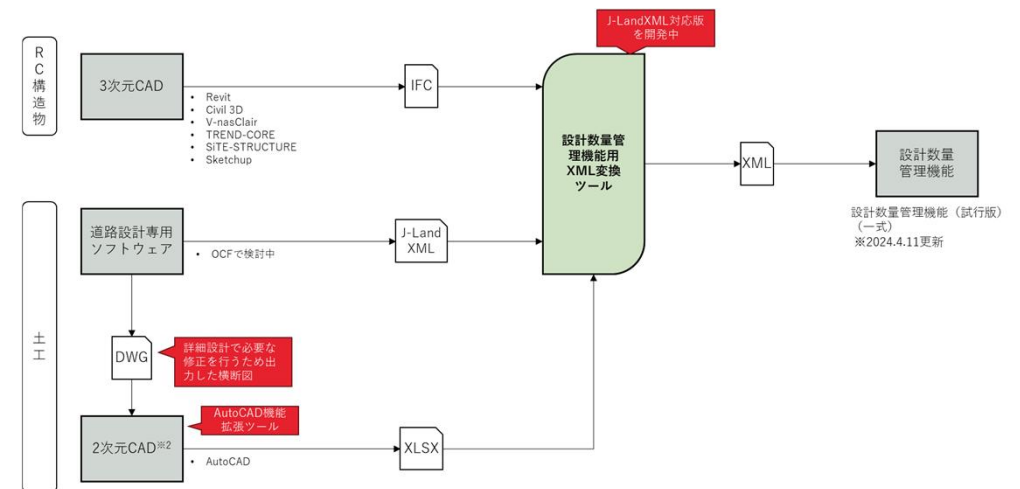 J-LandXML対応版
を開発中
RC構造物
3次元CAD
• Revit
• Civil 3D
• V-nasClair
• TREND-CORE
• SiTE-STRUCTURE
• Sketchup
IFC
設計数量管
理機能用
XML変換
ツール
XML
設計数量
管理機能
設計数量管理機能（試行版）
（一式）
※2024.4.11更新
土工
道路設計専用
ソフトウェア
• OCFで検討中
J-Land
XML
DWG
詳細設計で必要な
修正を行うため出
力した横断図
AutoCAD機能
拡張ツール
2次元CAD※2
• AutoCAD
XLSX